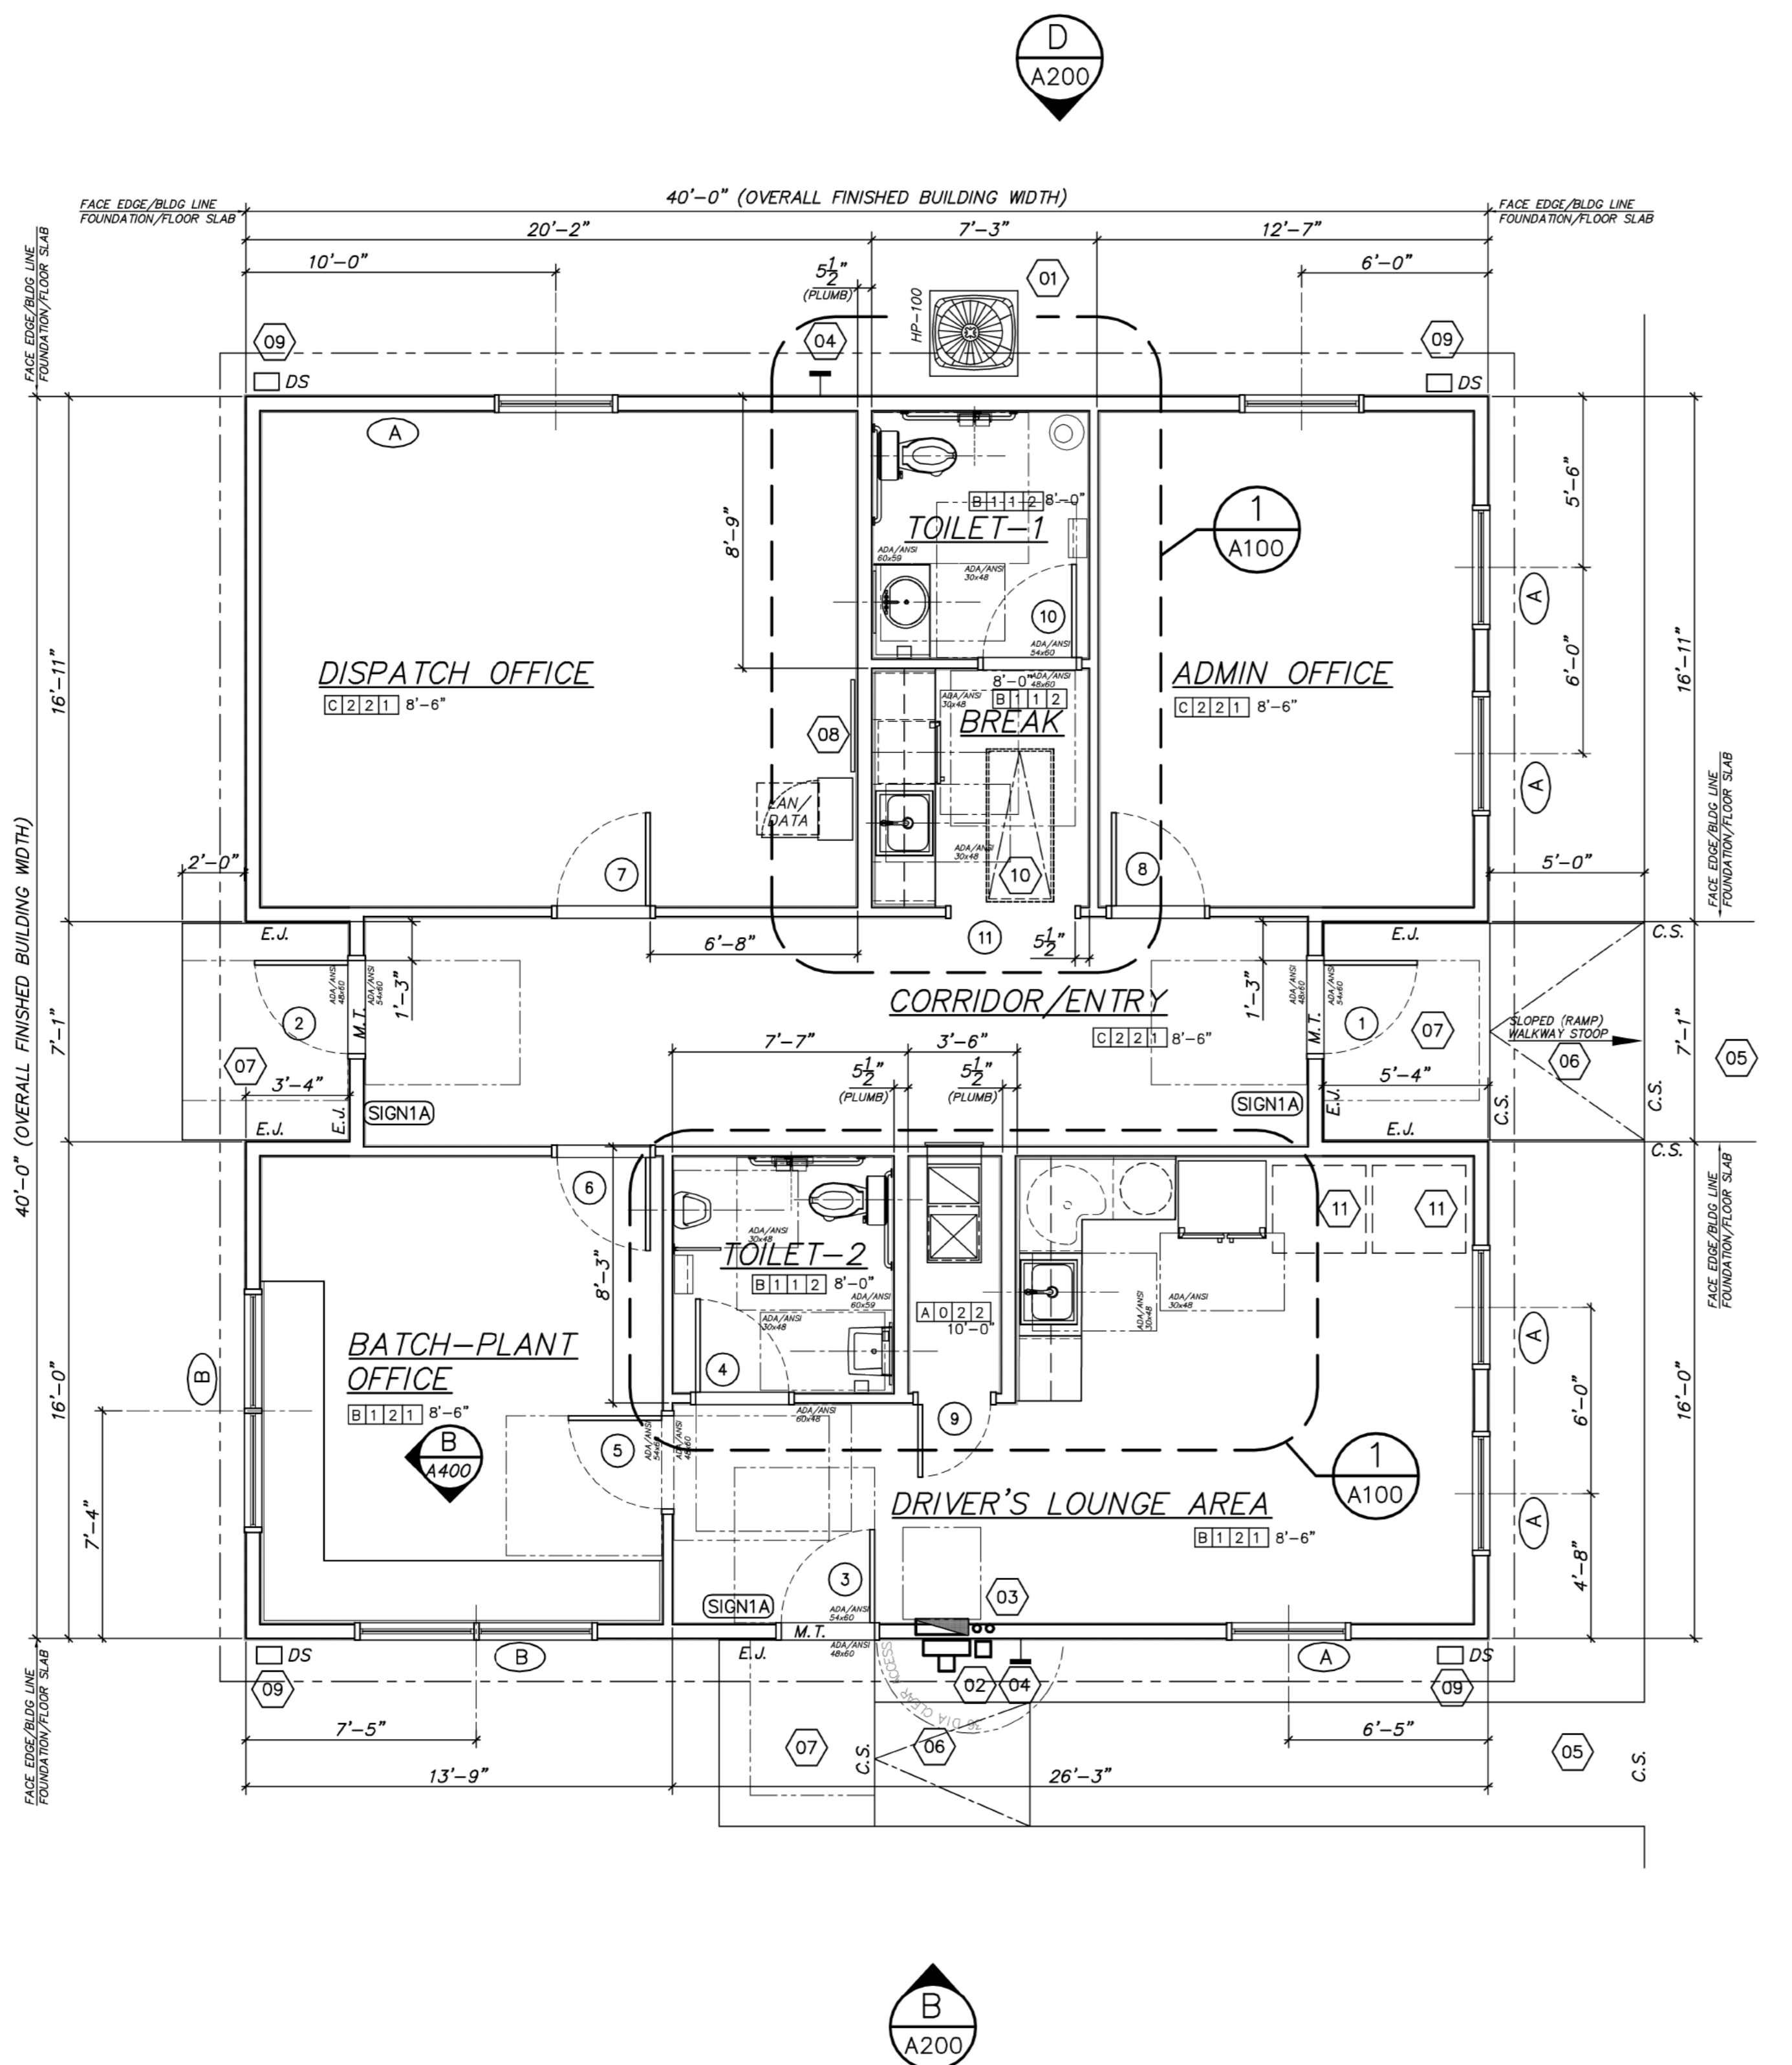 D
A200
40'-0" (OVERALL FINISHED BUILDING WIDTH)
FACE EDGE/BLDG LINE
FOUNDATION/FLOOR SLAB
FACE EDGE/BLDG LINE
FOUNDATION/FLOOR SLAB
20'-2"
7'-3"
12'-7"
10'-0"
5 1/2"
(PLUMB)
HP-100
01
6'-0"
FACE EDGE/BLDG LINE
FOUNDATION/FLOOR SLAB
09
04
09
DS
DS
A
B 1 1 2 8'-0"
TOILET-1
1
A100
5'-6"
8'-9"
ADA/ANSI
60x59
ADA/ANSI
30x48
A
10
ADA/ANSI
54x60
16'-11"
DISPATCH OFFICE
C 2 2 1 8'-6"
8'-0"
ADA/ANSI
48x60
ADA/ANSI
30x48
B 1 1 2
BREAK
ADMIN OFFICE
C 2 2 1 8'-6"
6'-0"
16'-11"
08
LAN/
DATA
A
FACE EDGE/BLDG LINE
FOUNDATION/FLOOR SLAB
40'-0" (OVERALL FINISHED BUILDING WIDTH)
2'-0"
7
ADA/ANSI
30x48
10
8
5'-0"
E.J.
6'-8"
11
5 1/2"
E.J.
C.S.
ADA/ANSI
48x60
ADA/ANSI
54x60
1'-3"
CORRIDOR/ENTRY
1'-3"
ADA/ANSI
48x60
ADA/ANSI
54x60
2
M.T.
M.T.
1
07
SLOPED (RAMP)
WALKWAY STOOP
7'-1"
7'-1"
C 2 2 1 8'-6"
07
7'-7"
3'-6"
06
05
3'-4"
5 1/2"
(PLUMB)
5 1/2"
(PLUMB)
5'-4"
SIGN1A
SIGN1A
E.J.
E.J.
C.S.
C.S.
E.J.
E.J.
C.S.
6
11
11
ADA/ANSI
30x48
TOILET-2
B 1 1 2 8'-0"
8'-3"
ADA/ANSI
60x59
ADA/ANSI
30x48
A 0 2 2
10'-0"
ADA/ANSI
30x48
ADA/ANSI
30x48
FACE EDGE/BLDG LINE
FOUNDATION/FLOOR SLAB
A
BATCH-PLANT
OFFICE
B 1 2 1 8'-6"
B
4
16'-0"
6'-0"
16'-0"
ADA/ANSI
60x48
9
B
A400
5
ADA/ANSI
54x60
ADA/ANSI
48x60
1
A100
7'-4"
DRIVER'S LOUNGE AREA
B 1 2 1 8'-6"
A
4'-8"
3
SIGN1A
03
ADA/ANSI
54x60
M.T.
E.J.
ADA/ANSI
48x60
DS
B
A
DS
09
02
04
09
36 DIA CLEAR ACCESS
FACE EDGE/BLDG LINE
FOUNDATION/FLOOR SLAB
7'-5"
07
C.S.
06
6'-5"
05
C.S.
13'-9"
26'-3"
B
A200